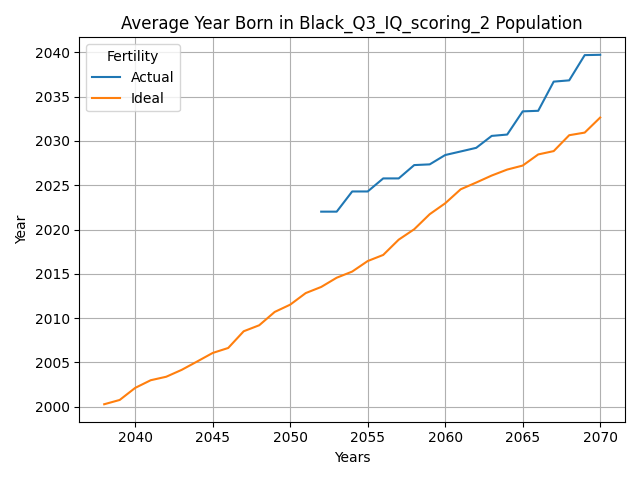 Average Year Born in Black_Q3_IQ_scoring_2 Population
Fertility
Actual
Ideal
Year
2040
2035
2030
2025
2020
2015
2010
2005
2000
2040 2045 2050 2055 2060 2065 2070
Years